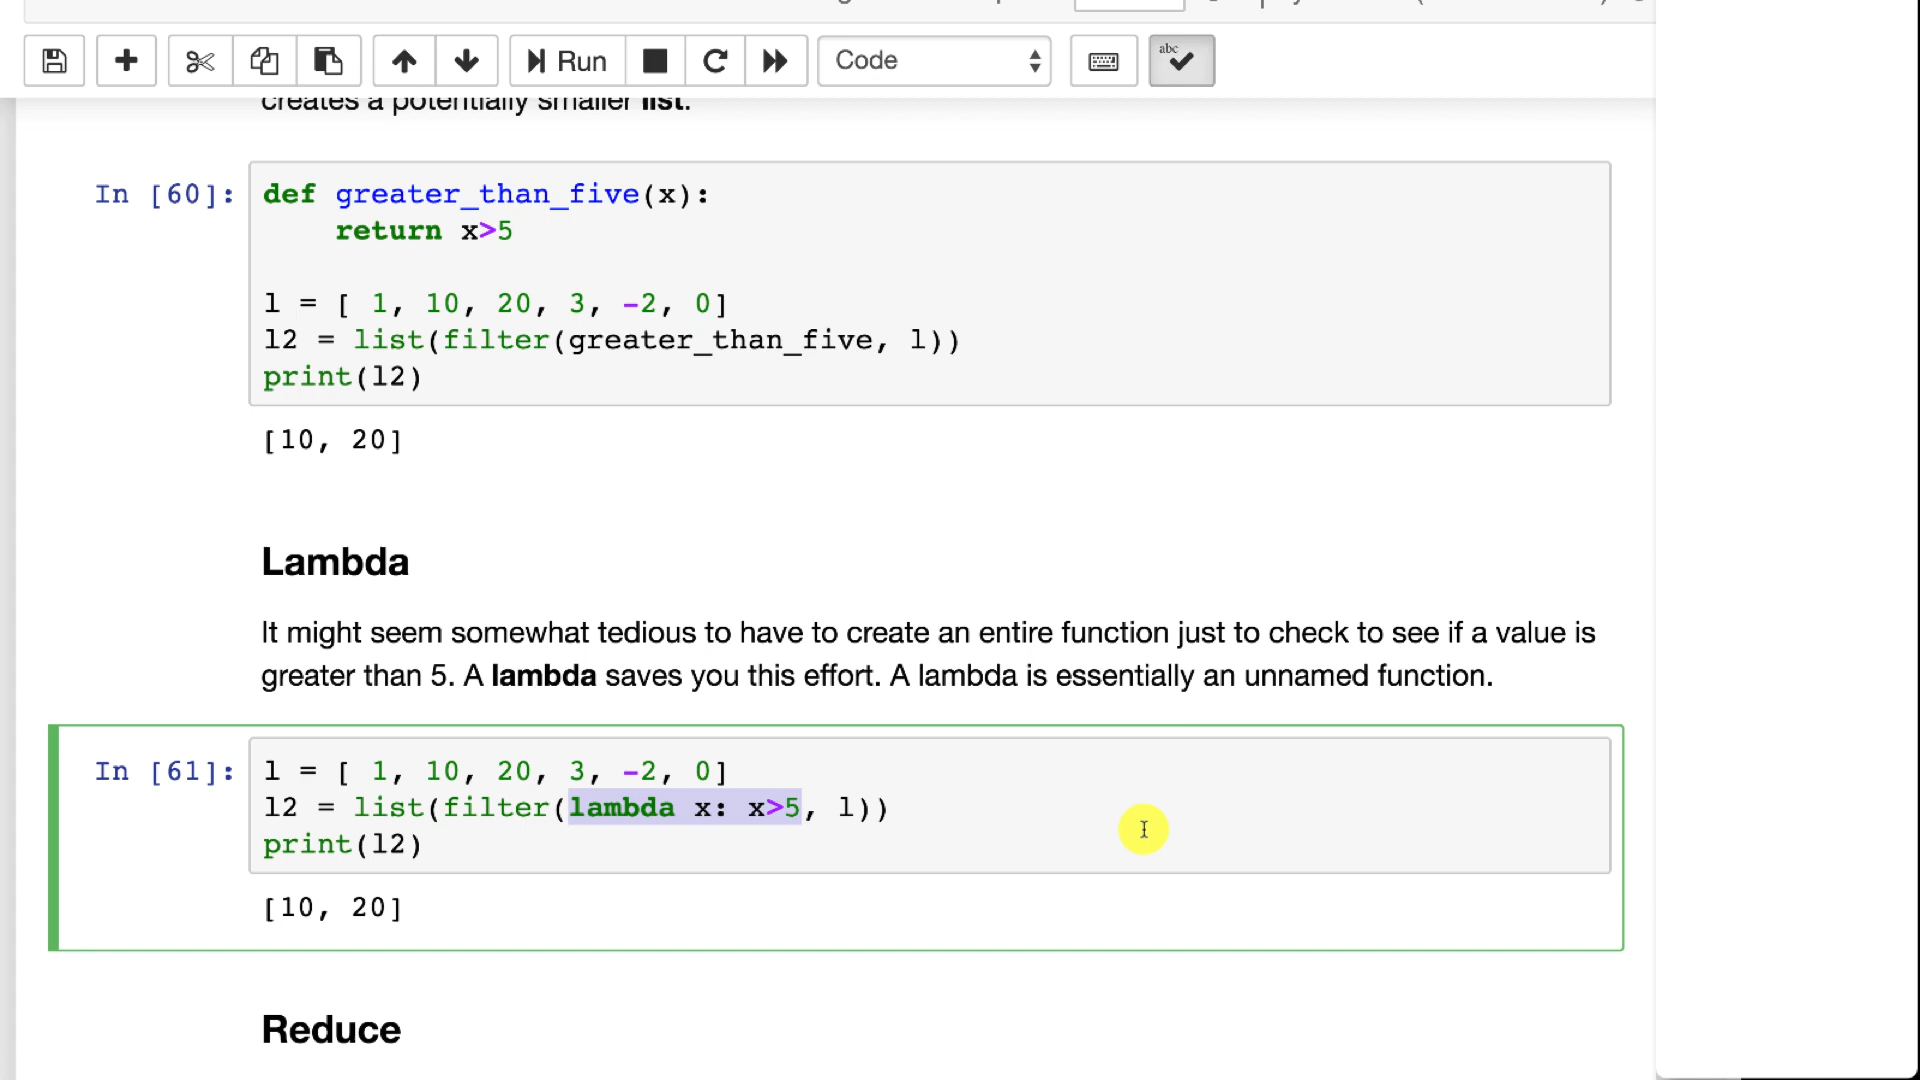 Run
Code
abc
creates a potentially smaller list.
In [60]:
def greater_than_five(x):
    return x>5
l = [ 1, 10, 20, 3, -2, 0]
l2 = list(filter(greater_than_five, l))
print(l2)
[10, 20]
Lambda
It might seem somewhat tedious to have to create an entire function just to check to see if a value is
greater than 5. A lambda saves you this effort. A lambda is essentially an unnamed function.
In [61]:
l = [ 1, 10, 20, 3, -2, 0]
l2 = list(filter(lambda x: x>5, l))
print(l2)
[10, 20]
Reduce